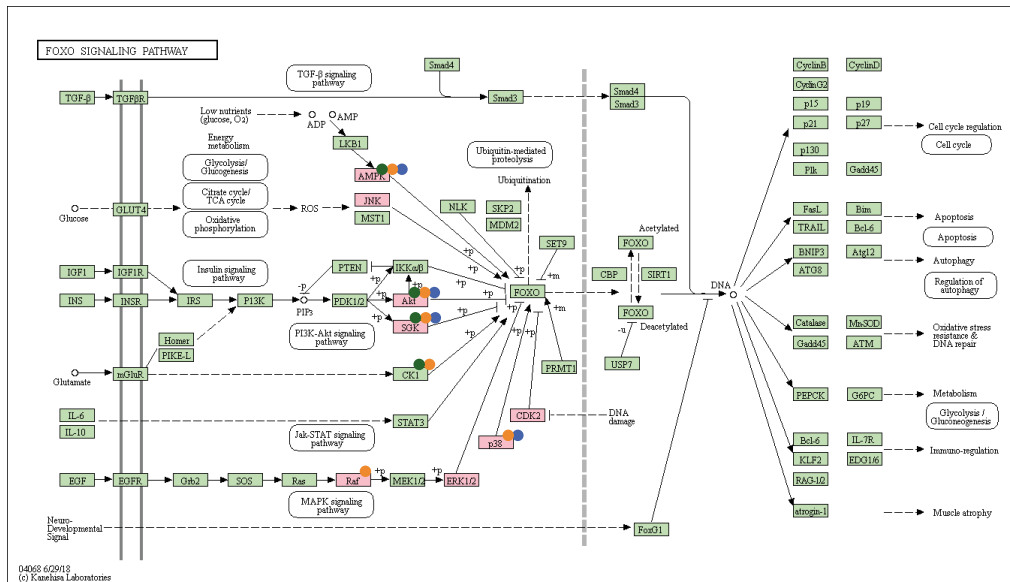 FOXO SIGNALING PATHWAY
TGF-β
TGFβR
TGF-β signaling
pathway
Smad4
Smad3
Smad4
Smad3
Low nutrients
(glucose, O2)
ADP
AMP
LKB1
Energy
metabolism
Glycolysis/
Glucogenesis
Citrate cycle/
TCA cycle
Oxidative
phosphorylation
Glucose
GLUT4
ROS
AMPK
JNK
MST1
NLK
SKP2
MDM2
Ubiquitin-mediated
proteolysis
Ubiquitination
SET9
+p
+p
+p
+p
+p
+m
IGF1
IGF1R
INS
INSR
IRS
Insulin signaling
pathway
P13K
PIP3
-p
PTEN
PDK1/2
IKKα/β
+p
+p
+p
Akt
SGK
PI3K-Akt signaling
pathway
+p
+p
+p
FOXO
Homer
PIKE-L
Glutamate
mGluR
CK1
+p
+p
+p
+p
+m
PRMT1
IL-6
IL-10
STAT3
Jak-STAT signaling
pathway
CDK2
DNA
damage
p38
EGF
EGFR
Grb2
SOS
Ras
Raf
+p
MEK1/2
+p
ERK1/2
MAPK signaling
pathway
Neuro-
Developmental
Signal
FoxG1
Acetylated
FOXO
CBP
SIRT1
FOXO
-u
Deacetylated
USP7
DNA
CyclinB
CyclinD
CyclinG2
p15
p19
p21
p27
p130
Plk
Gadd45
Cell cycle regulation
Cell cycle
FasL
Bim
TRAIL
Bcl-6
Apoptosis
Apoptosis
BNIP3
Atg12
ATG8
Autophagy
Regulation of
autophagy
Catalase
Mn-SOD
Gadd45
ATM
Oxidative stress
resistance &
DNA repair
PEPCK
G6PC
Metabolism
Glycolysis /
Gluconeogenesis
Bcl-6
IL-7R
KLF2
EDG1/6
RAG-1/2
Immuno-regulation
atrogin-1
Muscle atrophy
04068 6/29/18
(c) Kanehisa Laboratories